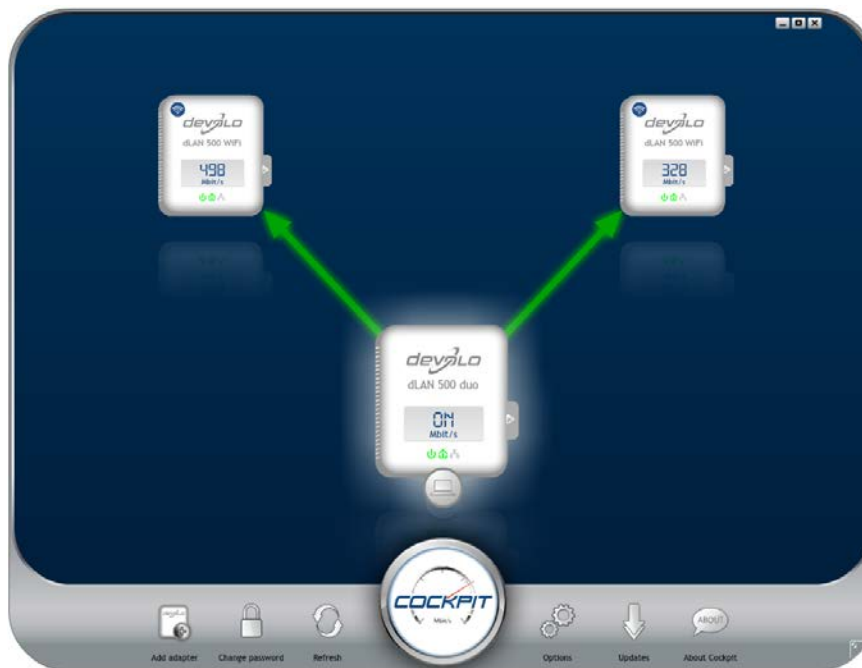 devolo
dLAN 500 WiFi
498
Mbit/s
devolo
dLAN 500 WiFi
328
Mbit/s
devolo
dLAN 500 duo
ON
Mbit/s
COCKPIT
Mbit/s
ABOUT
Add adapter
Change password
Refresh
Options
Updates
About Cockpit